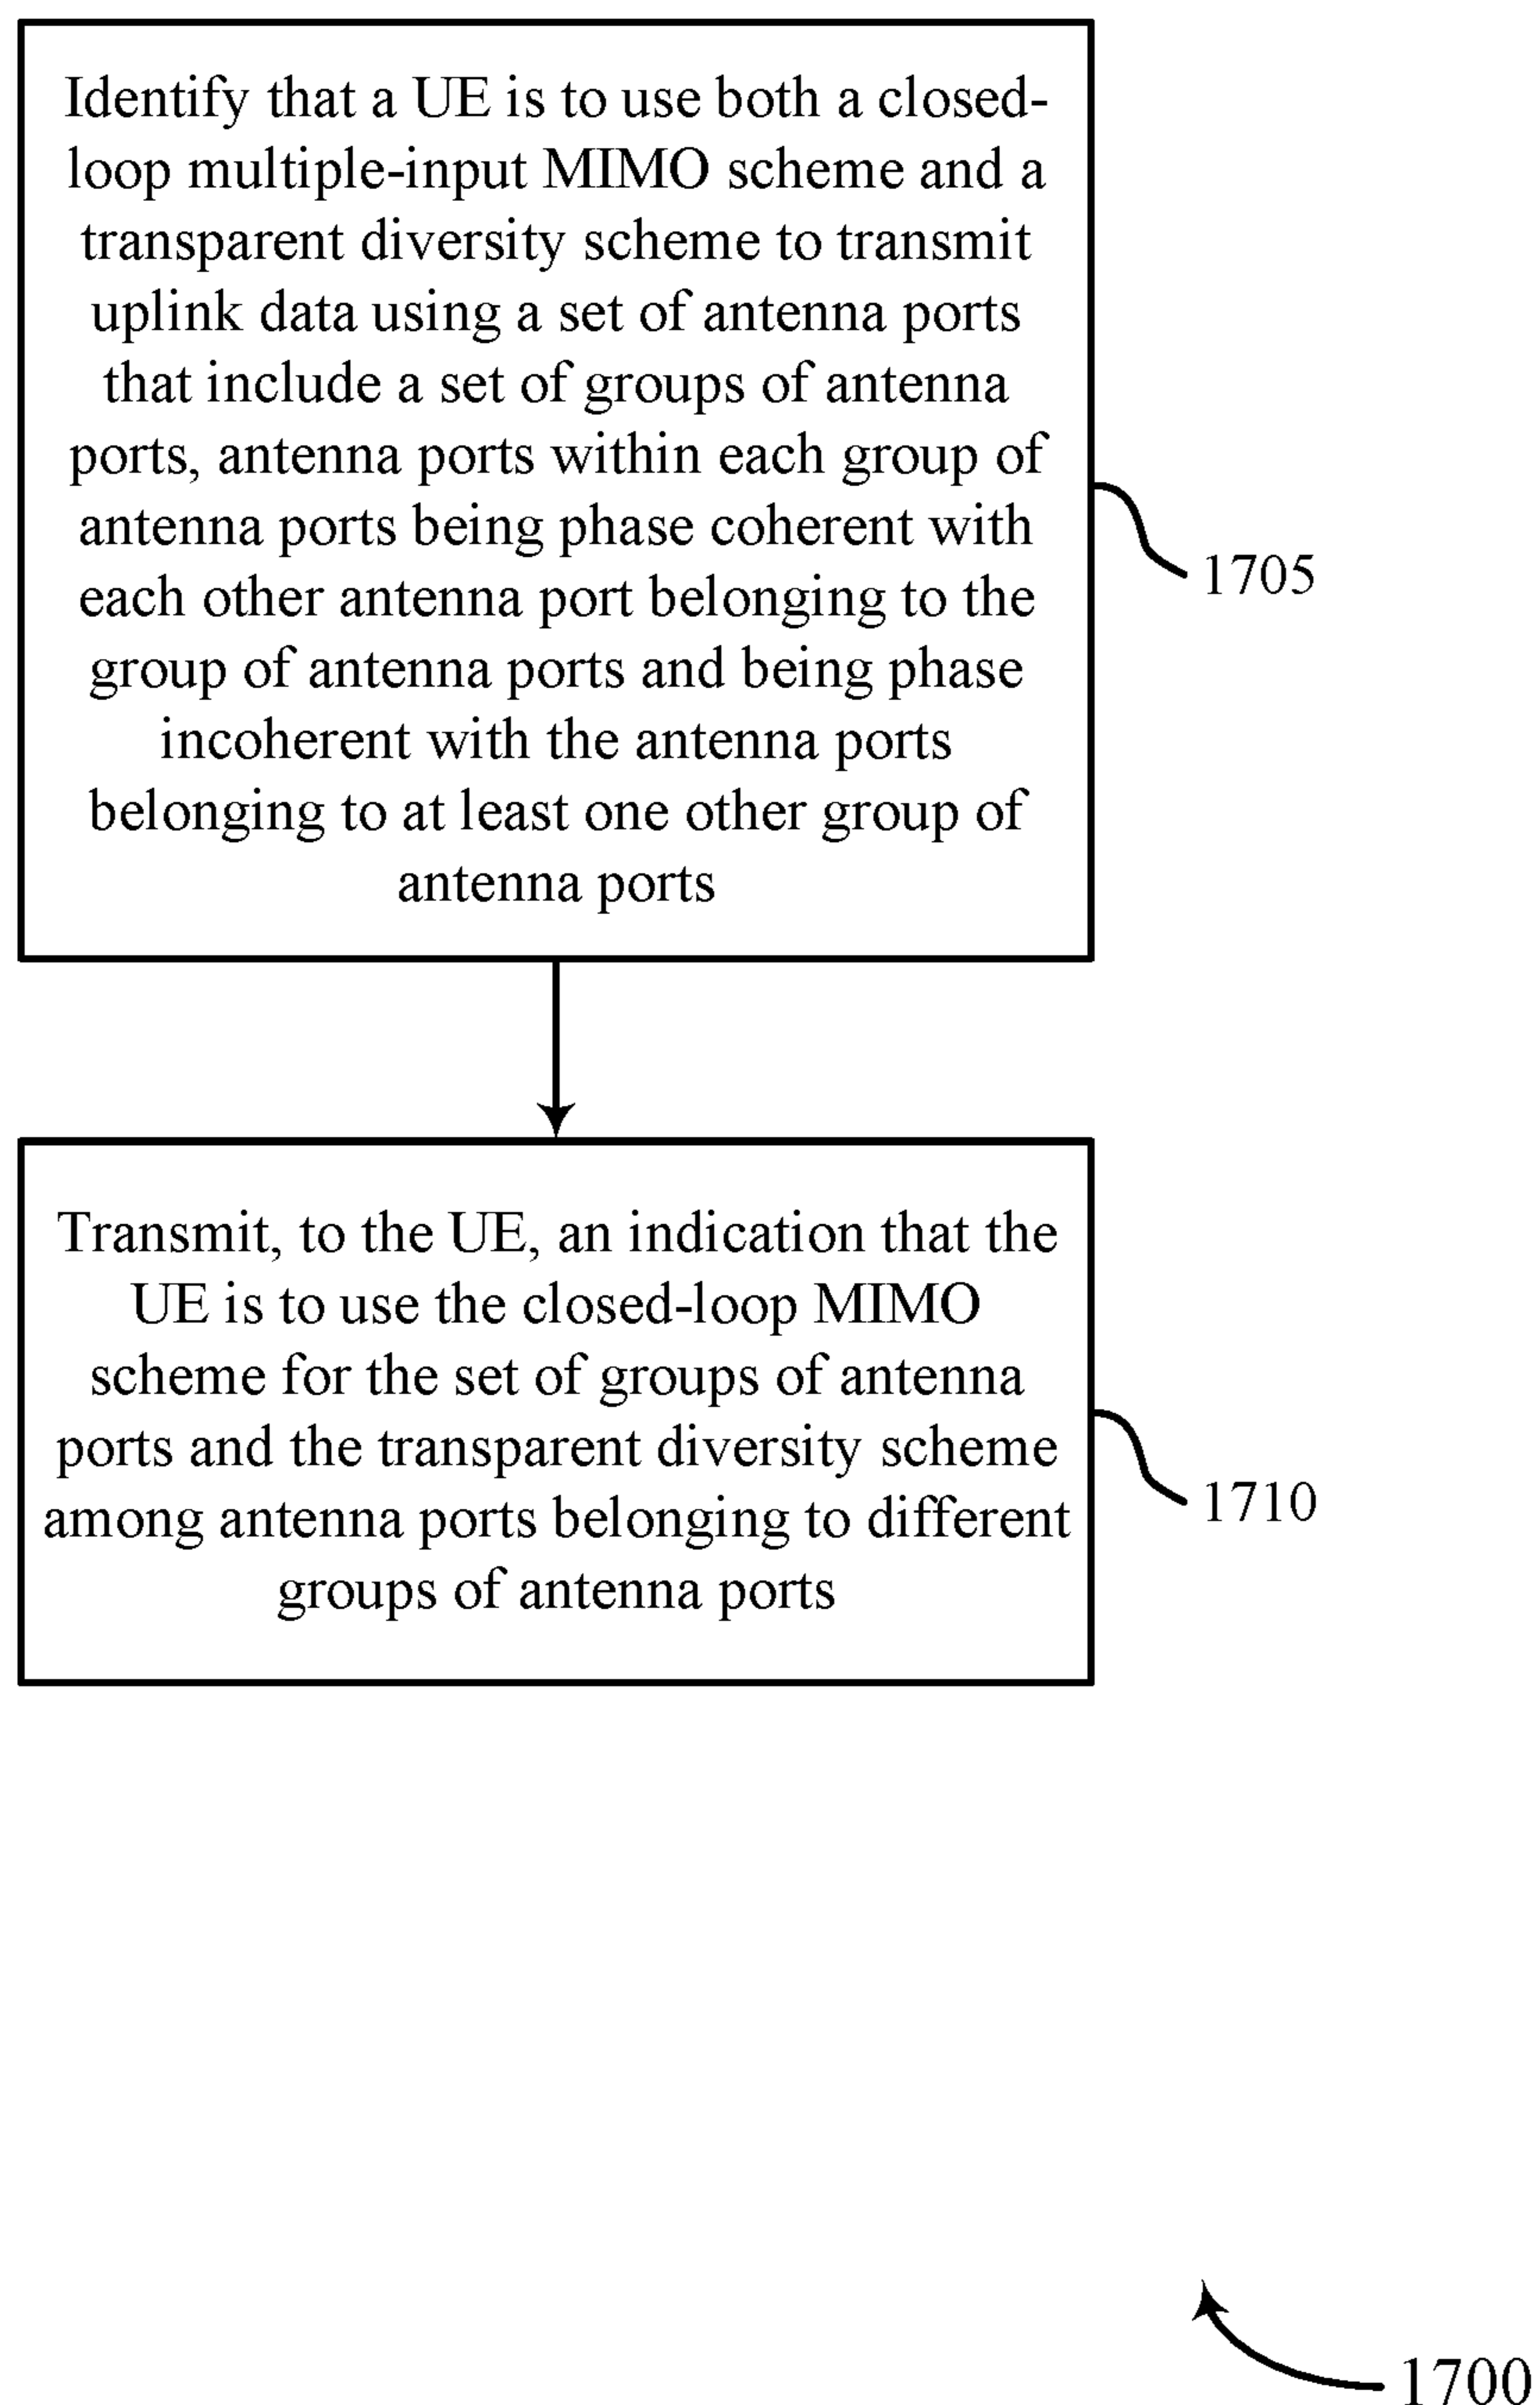 Identify that a UE is to use both a closed-
loop multiple-input MIMO scheme and a
transparent diversity scheme to transmit
uplink data using a set of antenna ports
that include a set of groups of antenna
ports, antenna ports within each group of
antenna ports being phase coherent with
each other antenna port belonging to the
group of antenna ports and being phase
incoherent with the antenna ports
belonging to at least one other group of
antenna ports
1705
Transmit, to the UE, an indication that the
UE is to use the closed-loop MIMO
scheme for the set of groups of antenna
ports and the transparent diversity scheme
among antenna ports belonging to different
groups of antenna ports
1710
1700